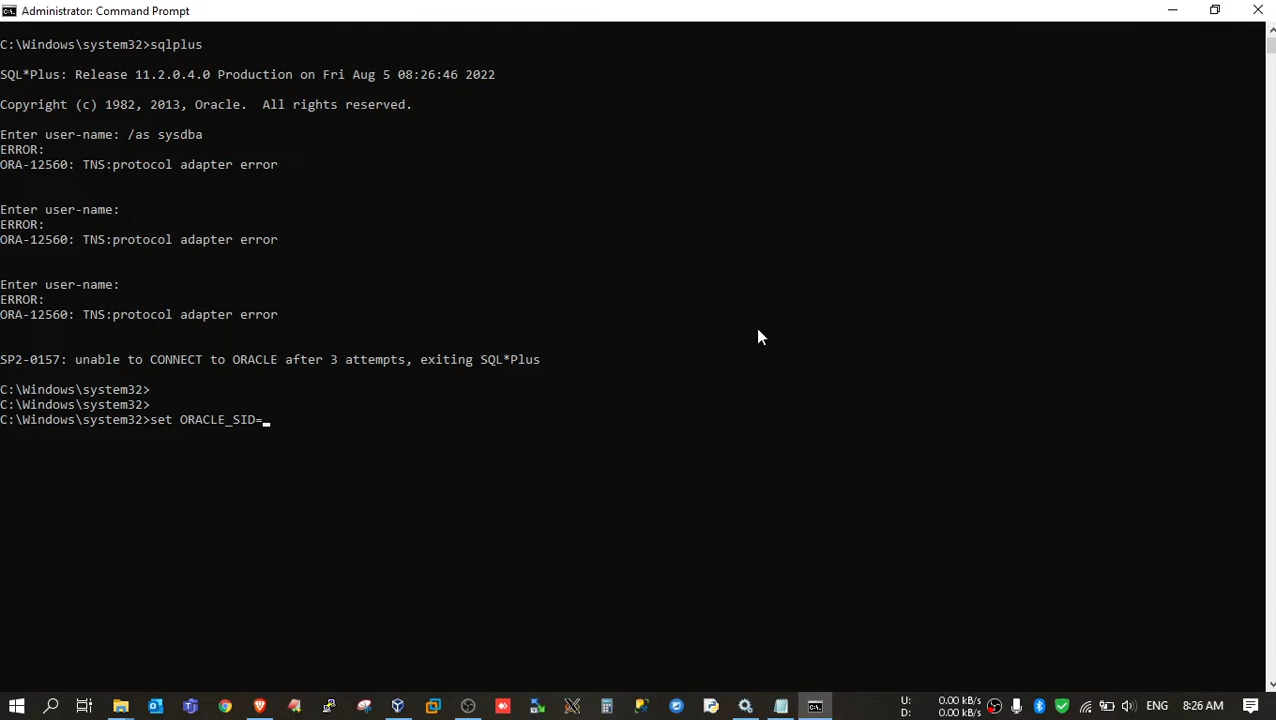 Administrator: Command Prompt
C:\Windows\system32>sqlplus
SQL*Plus: Release 11.2.0.4.0 Production on Fri Aug 5 08:26:46 2022
Copyright (c) 1982, 2013, Oracle.  All rights reserved.
Enter user-name: /as sysdba
ERROR:
ORA-12560: TNS:protocol adapter error
Enter user-name:
ERROR:
ORA-12560: TNS:protocol adapter error
Enter user-name:
ERROR:
ORA-12560: TNS:protocol adapter error
SP2-0157: unable to CONNECT to ORACLE after 3 attempts, exiting SQL*Plus
C:\Windows\system32>
C:\Windows\system32>
C:\Windows\system32>set ORACLE_SID=
U: 0.00 kB/s
D: 0.00 kB/s
ENG
8:26 AM